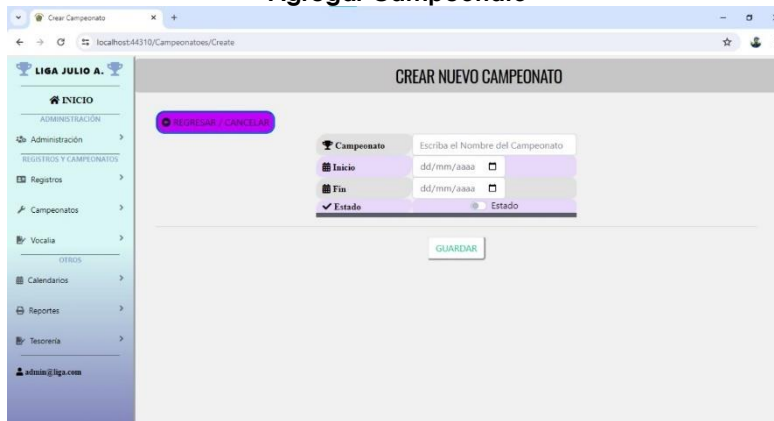 Agregar Campeonato
Crear Campeonato
localhost:44310/Campeonatoes/Create
LIGA JULIO A.
CREAR NUEVO CAMPEONATO
INICIO
ADMINISTRACIÓN
REGRESAR / CANCELAR
Administración
Campeonato Escriba el Nombre del Campeonato
REGISTROS Y CAMPEONATOS
Inicio dd/mm/aaaa
Registros
Fin dd/mm/aaaa
Estado Estado
Campeonatos
Vocalia
GUARDAR
OTROS
Calendarios
Reportes
Tesorería
admin@liga.com